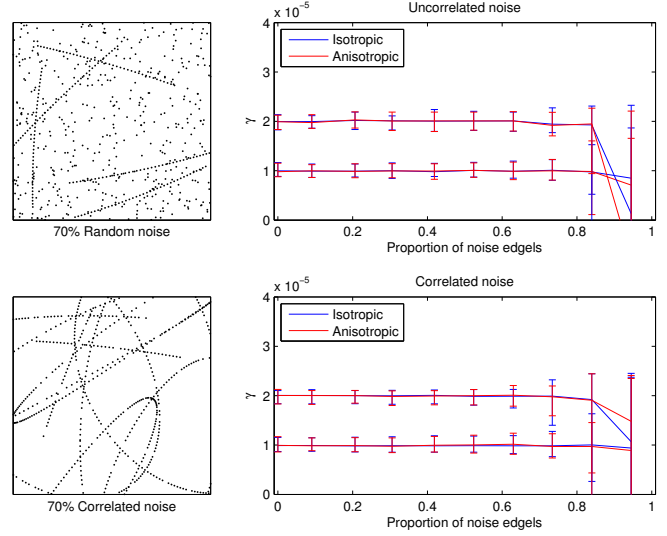 Uncorrelated noise
x 10 -5
4
3
2
1
0
γ
Isotropic
Anisotropic
0 0.2 0.4 0.6 0.8 1
Proportion of noise edgels
70% Random noise
Correlated noise
x 10 -5
4
3
2
1
0
γ
Isotropic
Anisotropic
0 0.2 0.4 0.6 0.8 1
Proportion of noise edgels
70% Correlated noise